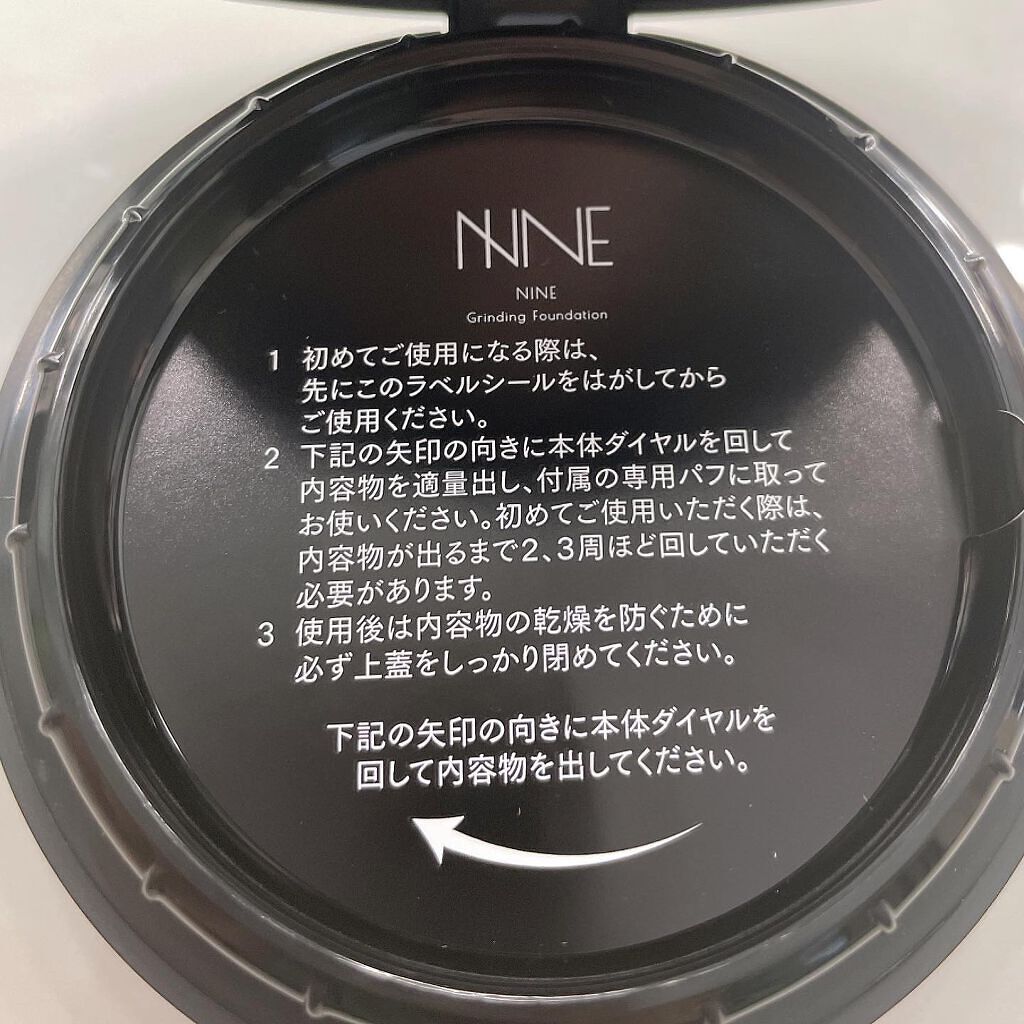 NINE
NINE
Grinding Foundation
1 初めてご使用になる際は、
先にこのラベルシールをはがしてから
ご使用ください。
2 下記の矢印の向きに本体ダイヤルを回して
内容物を適量出し、付属の専用パフに取って
お使いください。初めてご使用いただく際は、
内容物が出るまで2、3周ほど回していただく
必要があります。
3 使用後は内容物の乾燥を防ぐために
必ず上蓋をしっかり閉めてください。
下記の矢印の向きに本体ダイヤルを
回して内容物を出してください。